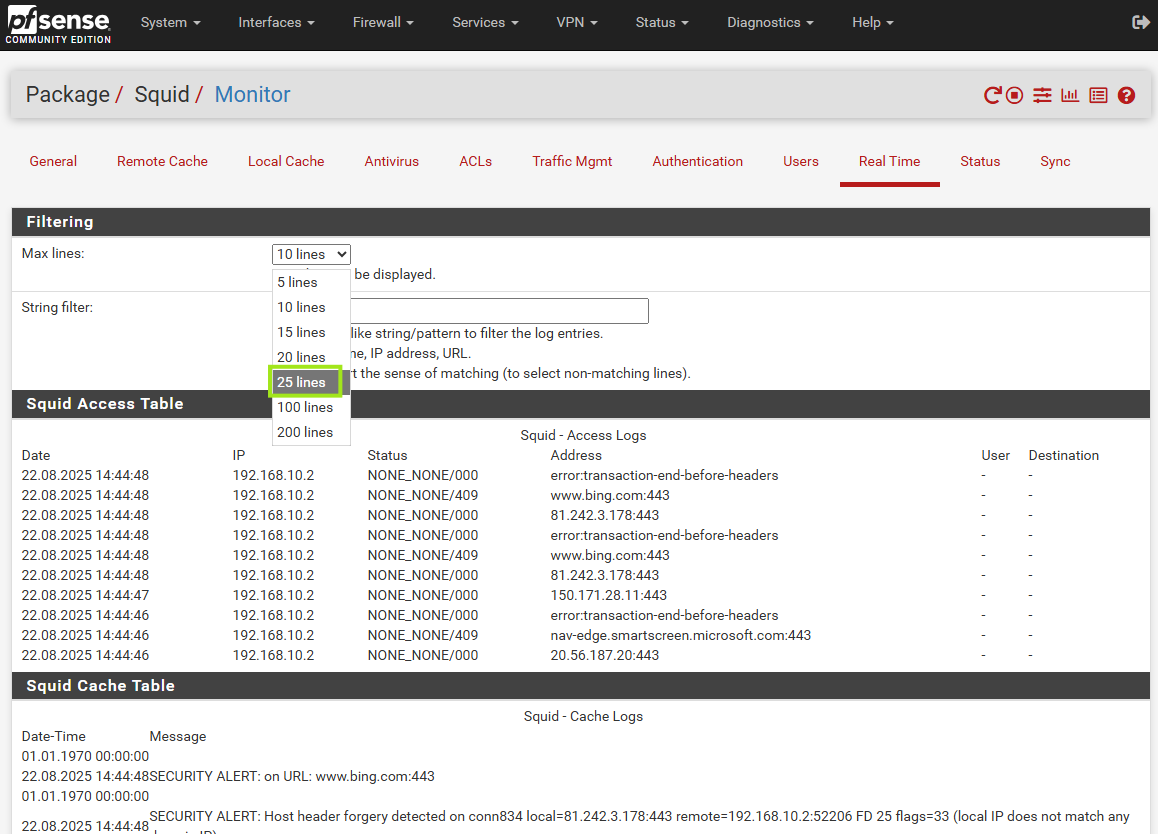 pfsense
COMMUNITY EDITION
System Interfaces Firewall Services VPN Status Diagnostics Help
Package / Squid / Monitor
General Remote Cache Local Cache Antivirus ACLs Traffic Mgmt Authentication Users Real Time Status Sync
Filtering
Max lines: 10 lines
be displayed.
5 lines
10 lines
15 lines
20 lines
25 lines
100 lines
200 lines
String filter:
like string/pattern to filter the log entries.
IP address, URL.
the sense of matching (to select non-matching lines).
Squid Access Table
Squid - Access Logs
Date IP Status Address User Destination
22.08.2025 14:44:48 192.168.10.2 NONE_NONE/000 error:transaction-end-before-headers - -
22.08.2025 14:44:48 192.168.10.2 NONE_NONE/409 www.bing.com:443 - -
22.08.2025 14:44:48 192.168.10.2 NONE_NONE/000 81.242.3.178:443 - -
22.08.2025 14:44:48 192.168.10.2 NONE_NONE/000 error:transaction-end-before-headers - -
22.08.2025 14:44:48 192.168.10.2 NONE_NONE/409 www.bing.com:443 - -
22.08.2025 14:44:48 192.168.10.2 NONE_NONE/000 81.242.3.178:443 - -
22.08.2025 14:44:47 192.168.10.2 NONE_NONE/000 150.171.28.11:443 - -
22.08.2025 14:44:46 192.168.10.2 NONE_NONE/000 error:transaction-end-before-headers - -
22.08.2025 14:44:46 192.168.10.2 NONE_NONE/409 nav-edge.smartscreen.microsoft.com:443 - -
22.08.2025 14:44:46 192.168.10.2 NONE_NONE/000 20.56.187.20:443 - -
Squid Cache Table
Squid - Cache Logs
Date-Time Message
01.01.1970 00:00:00
22.08.2025 14:44:48 SECURITY ALERT: on URL: www.bing.com:443
01.01.1970 00:00:00
22.08.2025 14:44:48 SECURITY ALERT: Host header forgery detected on conn834 local=81.242.3.178:443 remote=192.168.10.2:52206 FD 25 flags=33 (local IP does not match any